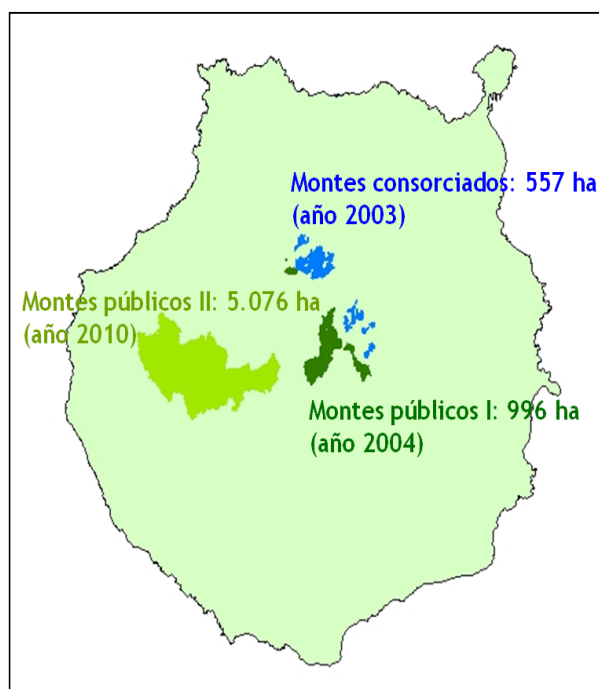 Montes consorciados: 557 ha
(año 2003)
Montes públicos II: 5.076 ha
(año 2010)
Montes públicos I: 996 ha
(año 2004)